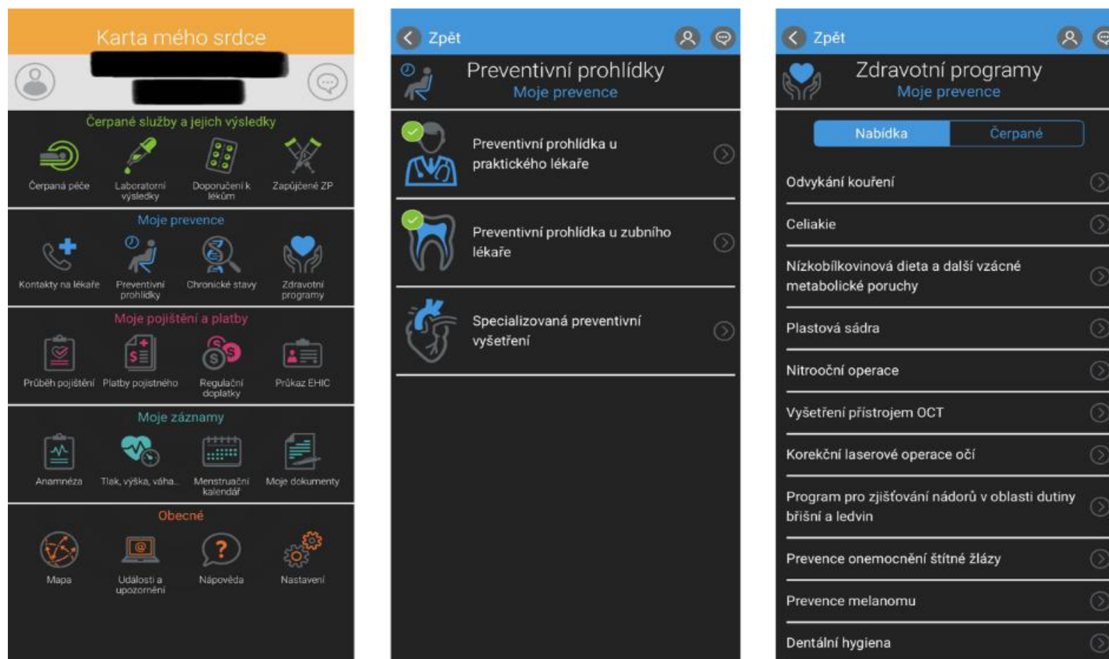 Karta mého srdce
Čerpané služby a jejich výsledky
Čerpaná péče
Laboratorní
výsledky
Doporučení k
lékům
Zapůjčené ZP
Moje prevence
Kontakty na lékaře
Preventivní
prohlídky
Chronické stavy
Zdravotní
programy
Moje pojištění a platby
Průběh pojištění
Platby pojistného
Regulační
doplatky
Průkaz EHIC
Moje záznamy
Anamnéza
Tlak, výška, váha...
Menstruační
kalendář
Moje dokumenty
Obecné
Mapa
Události a
upozornění
Nápověda
Nastavení
Zpět
Preventivní prohlídky
Moje prevence
Preventivní prohlídka u
praktického lékaře
Preventivní prohlídka u zubního
lékaře
Specializovaná preventivní
vyšetření
Zpět
Zdravotní programy
Moje prevence
Nabídka
Čerpané
Odvykání kouření
Celiakie
Nízkobílkovinová dieta a další vzácné
metabolické poruchy
Plastová sádra
Nitrooční operace
Vyšetření přístrojem OCT
Korekční laserové operace očí
Program pro zjišťování nádorů v oblasti dutiny
břišní a ledvin
Prevence onemocnění štítné žlázy
Prevence melanomu
Dentální hygiena